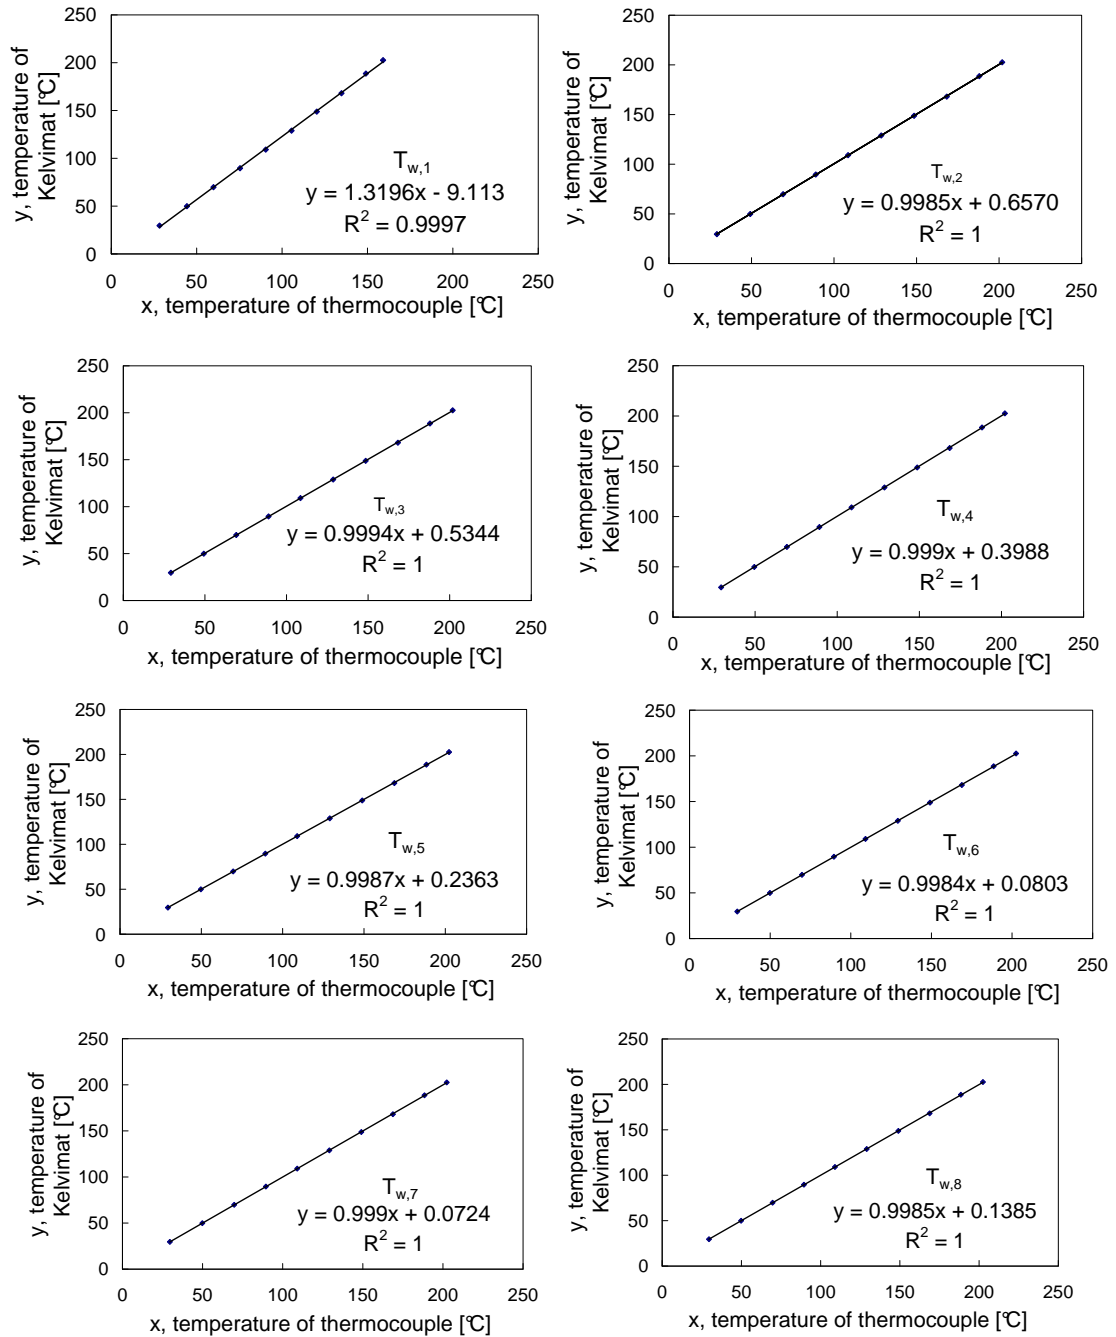 250
200
150
100
50
0
y, temperature of
Kelvimat [°C]
T_w,1
y = 1.3196x - 9.113
R² = 0.9997
0 50 100 150 200 250
x, temperature of thermocouple [°C]
250
200
150
100
50
0
y, temperature of
Kelvimat [°C]
T_w,2
y = 0.9985x + 0.6570
R² = 1
0 50 100 150 200 250
x, temperature of thermocouple [°C]
250
200
150
100
50
0
y, temperature of
Kelvimat [°C]
T_w,3
y = 0.9994x + 0.5344
R² = 1
0 50 100 150 200 250
x, temperature of thermocouple [°C]
250
200
150
100
50
0
y, temperature of
Kelvimat [°C]
T_w,4
y = 0.999x + 0.3988
R² = 1
0 50 100 150 200 250
x, temperature of thermocouple [°C]
250
200
150
100
50
0
y, temperature of
Kelvimat [°C]
T_w,5
y = 0.9987x + 0.2363
R² = 1
0 50 100 150 200 250
x, temperature of thermocouple [°C]
250
200
150
100
50
0
y, temperature of
Kelvimat [°C]
T_w,6
y = 0.9984x + 0.0803
R² = 1
0 50 100 150 200 250
x, temperature of thermocouple [°C]
250
200
150
100
50
0
y, temperature of
Kelvimat [°C]
T_w,7
y = 0.999x + 0.0724
R² = 1
0 50 100 150 200 250
x, temperature of thermocouple [°C]
250
200
150
100
50
0
y, temperature of
Kelvimat [°C]
T_w,8
y = 0.9985x + 0.1385
R² = 1
0 50 100 150 200 250
x, temperature of thermocouple [°C]